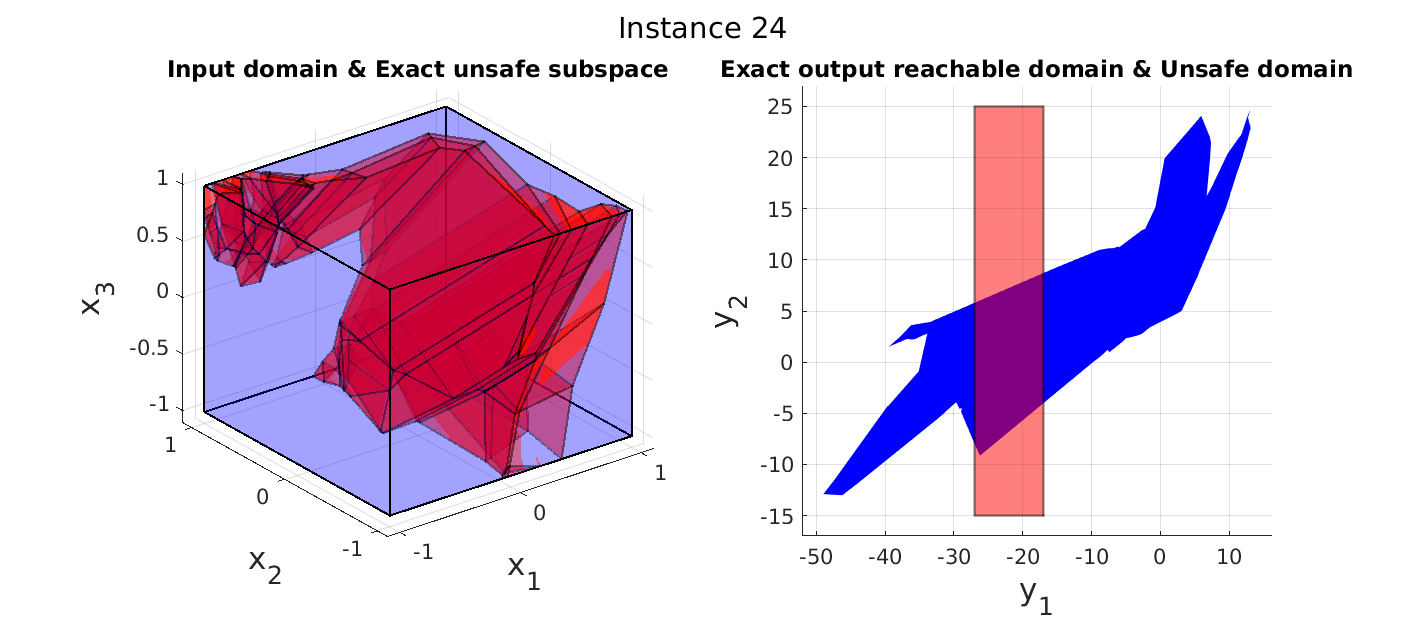 Instance 24
Input domain & Exact unsafe subspace
1
0.5
0
-0.5
-1
x3
1
0
-1
x2
-1
0
1
x1
Exact output reachable domain & Unsafe domain
25
20
15
10
5
0
-5
-10
-15
y2
-50 -40 -30 -20 -10 0 10
y1